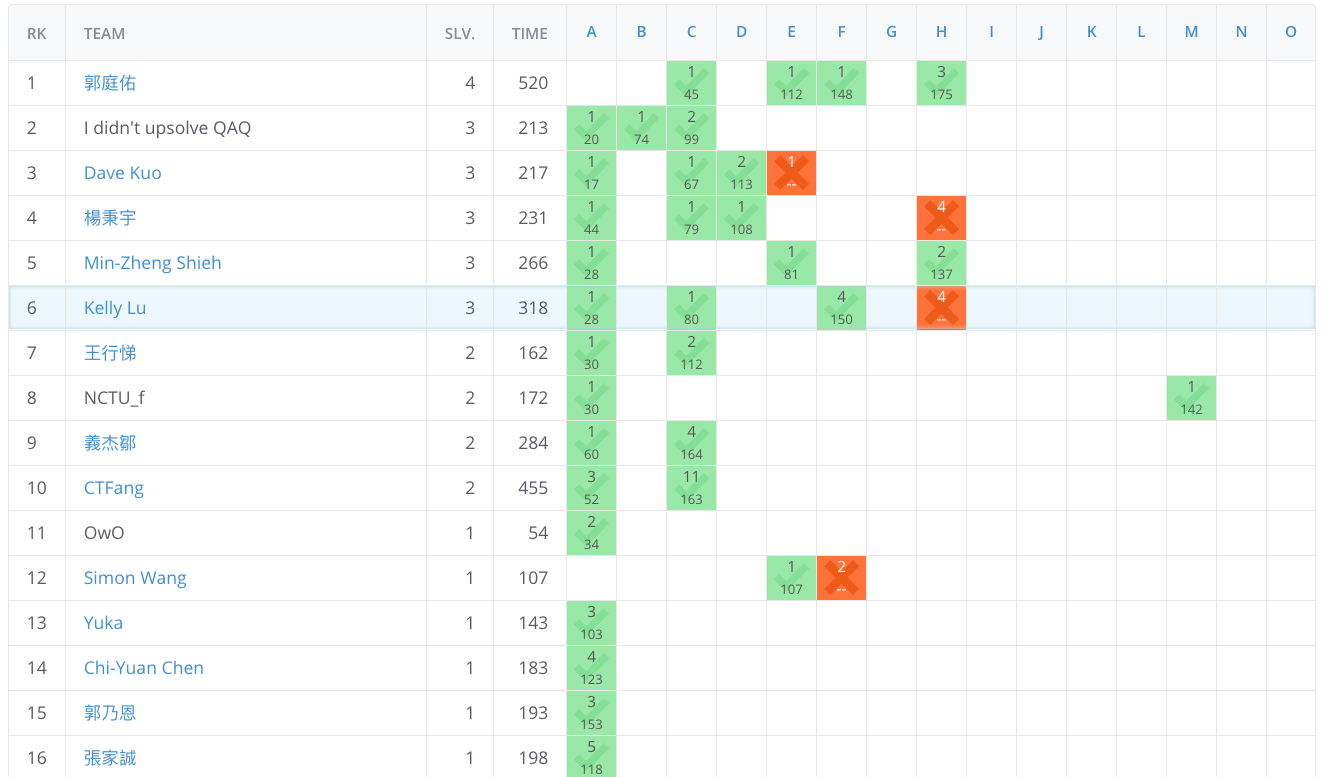 RK TEAM SLV. TIME A B C D E F G H I J K L M N O
1 郭庭佑 4 520 1 45 1 112 1 148 3 175
2 I didn't upsolve QAQ 3 213 1 20 1 74 2 99
3 Dave Kuo 3 217 1 17 1 67 2 113 1 --
4 楊秉宇 3 231 1 44 1 79 1 108 4 --
5 Min-Zheng Shieh 3 266 1 28 1 81 2 137
6 Kelly Lu 3 318 1 28 1 80 4 150 4 --
7 王行悌 2 162 1 30 2 112
8 NCTU_f 2 172 1 30 1 142
9 義杰鄒 2 284 1 60 4 164
10 CTFang 2 455 3 52 11 163
11 OwO 1 54 2 34
12 Simon Wang 1 107 1 107 2 --
13 Yuka 1 143 3 103
14 Chi-Yuan Chen 1 183 4 123
15 郭乃恩 1 193 3 153
16 張家誠 1 198 5 118